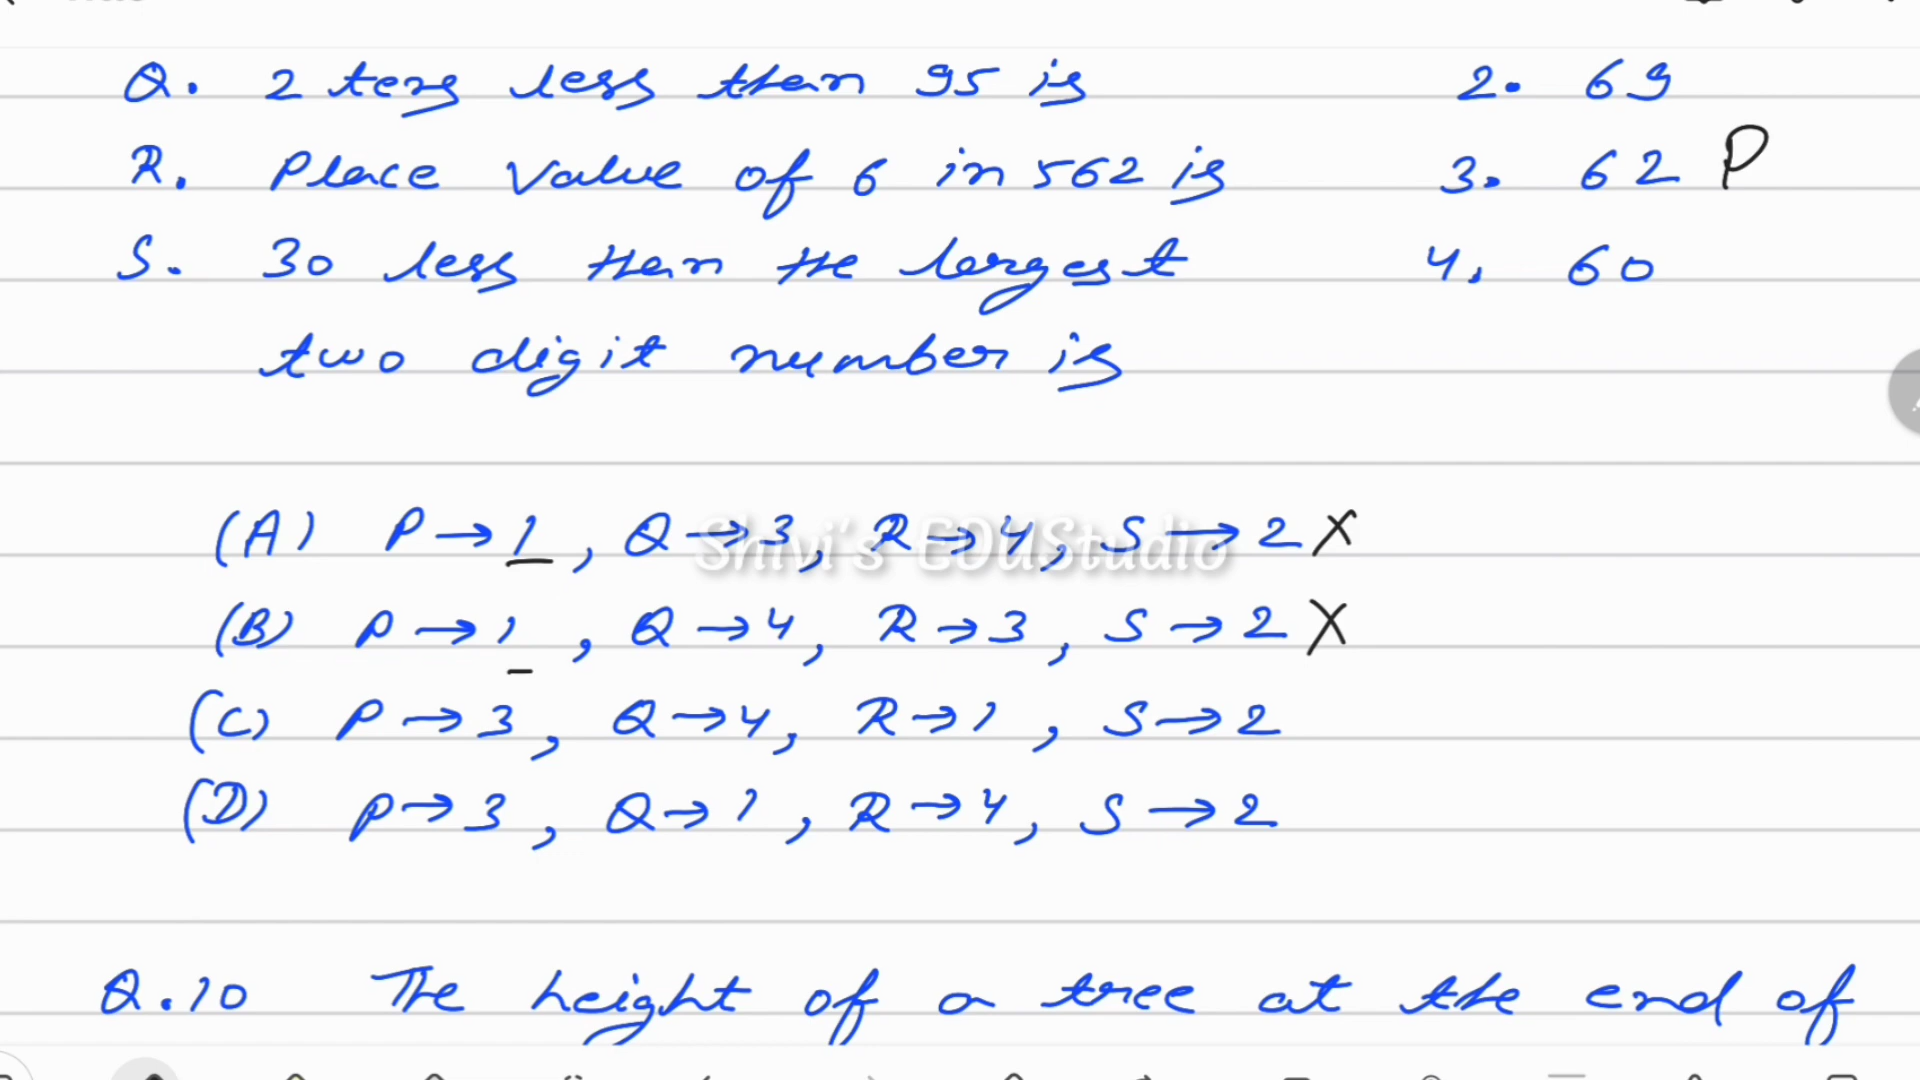 Q. 2 tens less than 95 is 2. 69
R. Place Value of 6 in 562 is 3. 62 P
S. 30 less than the largest 4. 60
two digit number is
(A) P→1, Q→3, R→4, S→2 X
Shivi's EDUStudio
(B) P→1, Q→4, R→3, S→2 X
(C) P→3, Q→4, R→1, S→2
(D) P→3, Q→1, R→4, S→2
Q.10 The height of a tree at the end of